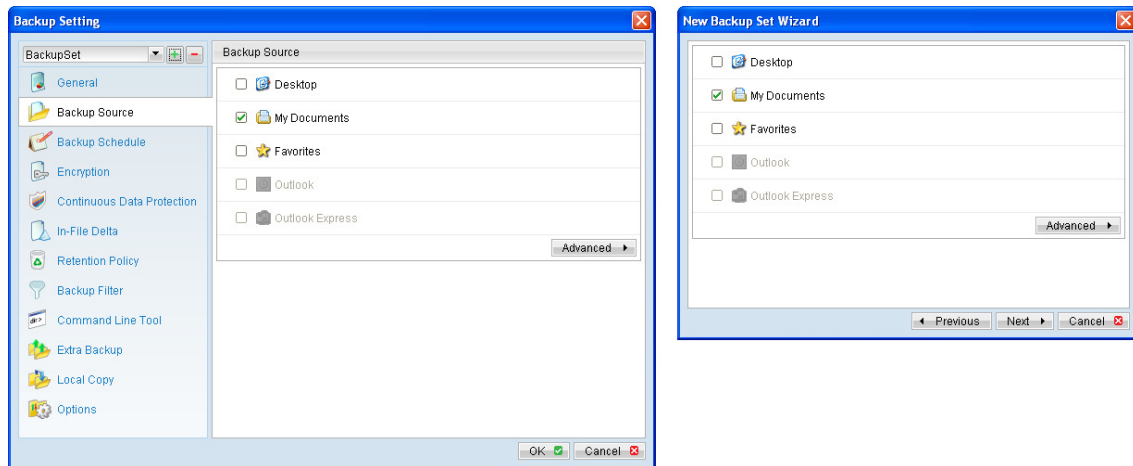 Backup Setting
BackupSet
General
Backup Source
Backup Schedule
Encryption
Continuous Data Protection
In-File Delta
Retention Policy
Backup Filter
Command Line Tool
Extra Backup
Local Copy
Options
Backup Source
Desktop
My Documents
Favorites
Outlook
Outlook Express
Advanced
OK
Cancel
New Backup Set Wizard
Desktop
My Documents
Favorites
Outlook
Outlook Express
Advanced
Previous
Next
Cancel